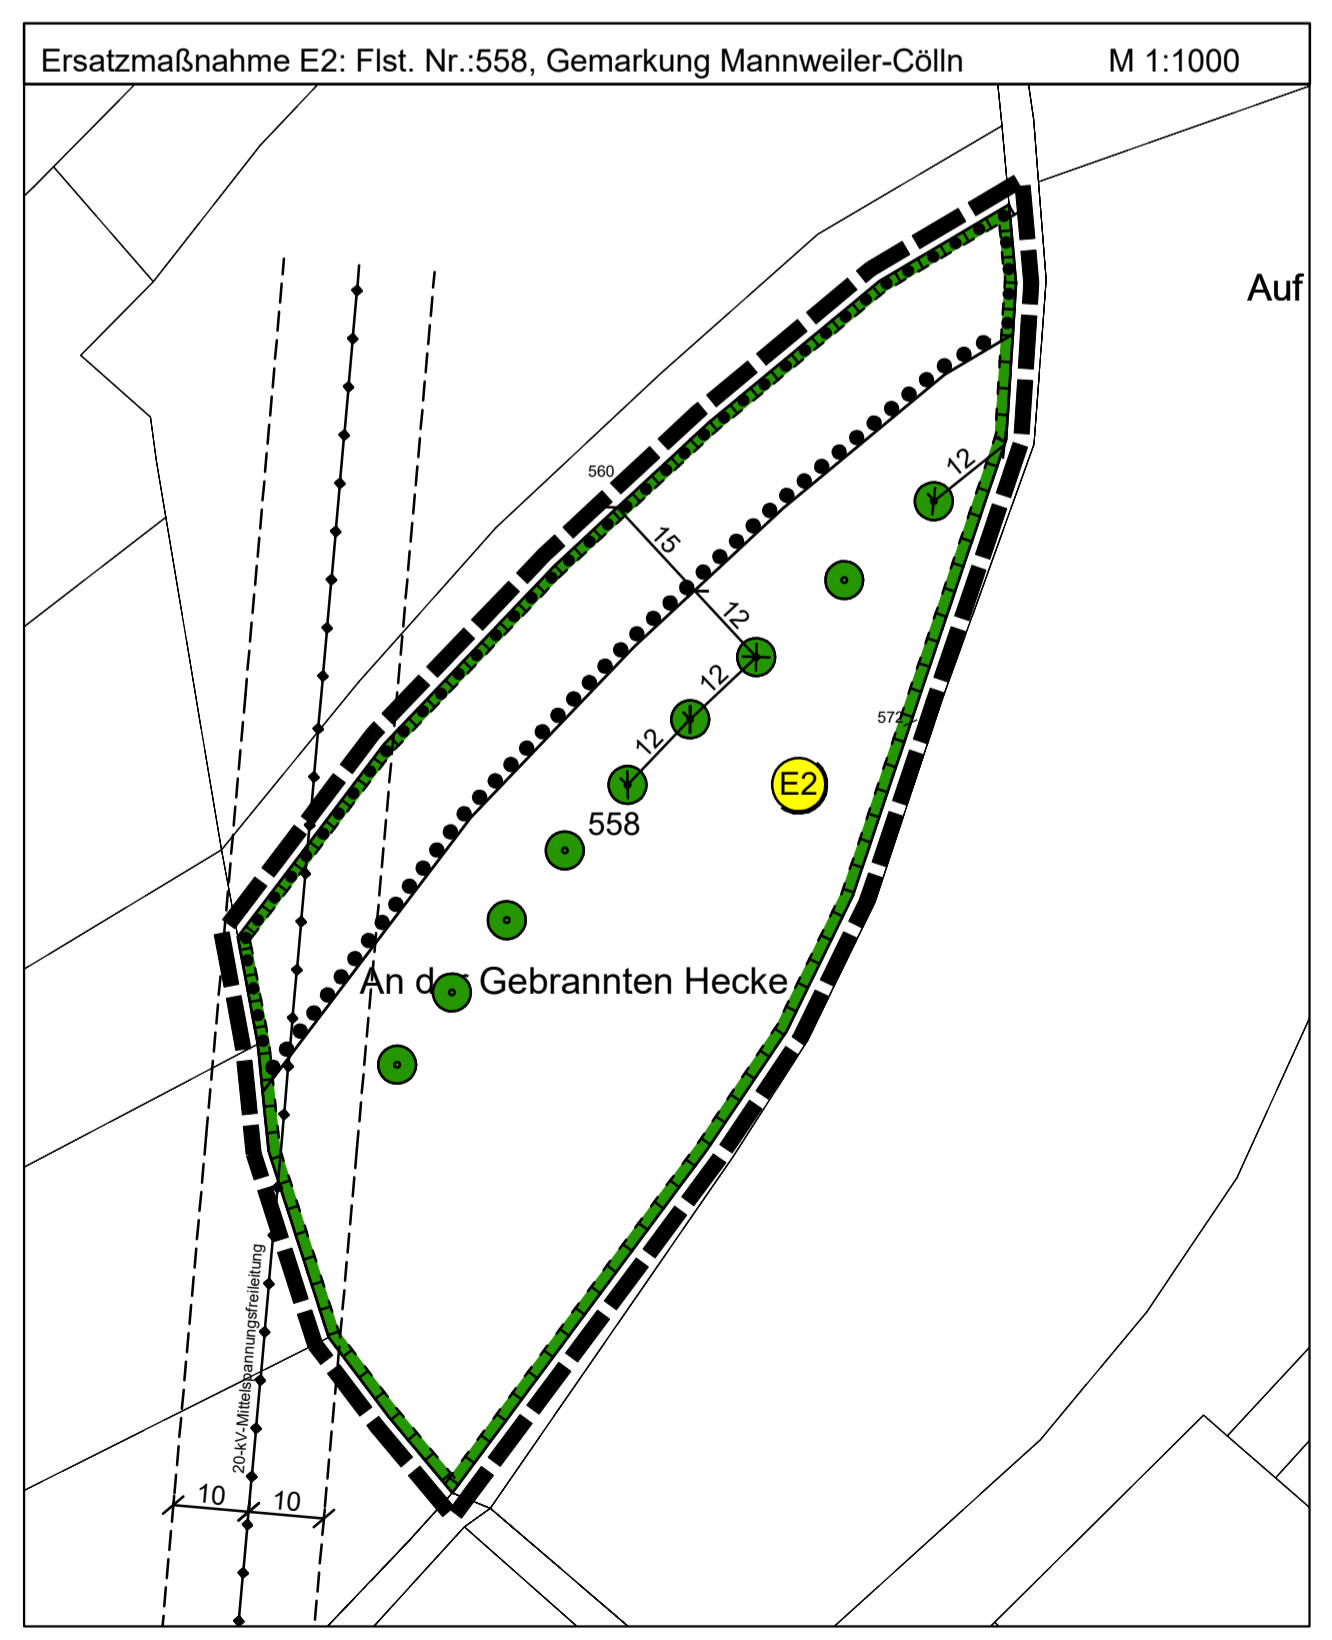 Ersatzmaßnahme E2: Flst. Nr.:558, Gemarkung Mannweiler-Cölln M 1:1000
Auf
12
560
15
12
12
572
12
E2
558
An der Gebrannten Hecke
20-kV-Mittelspannungsfreileitung
10 10